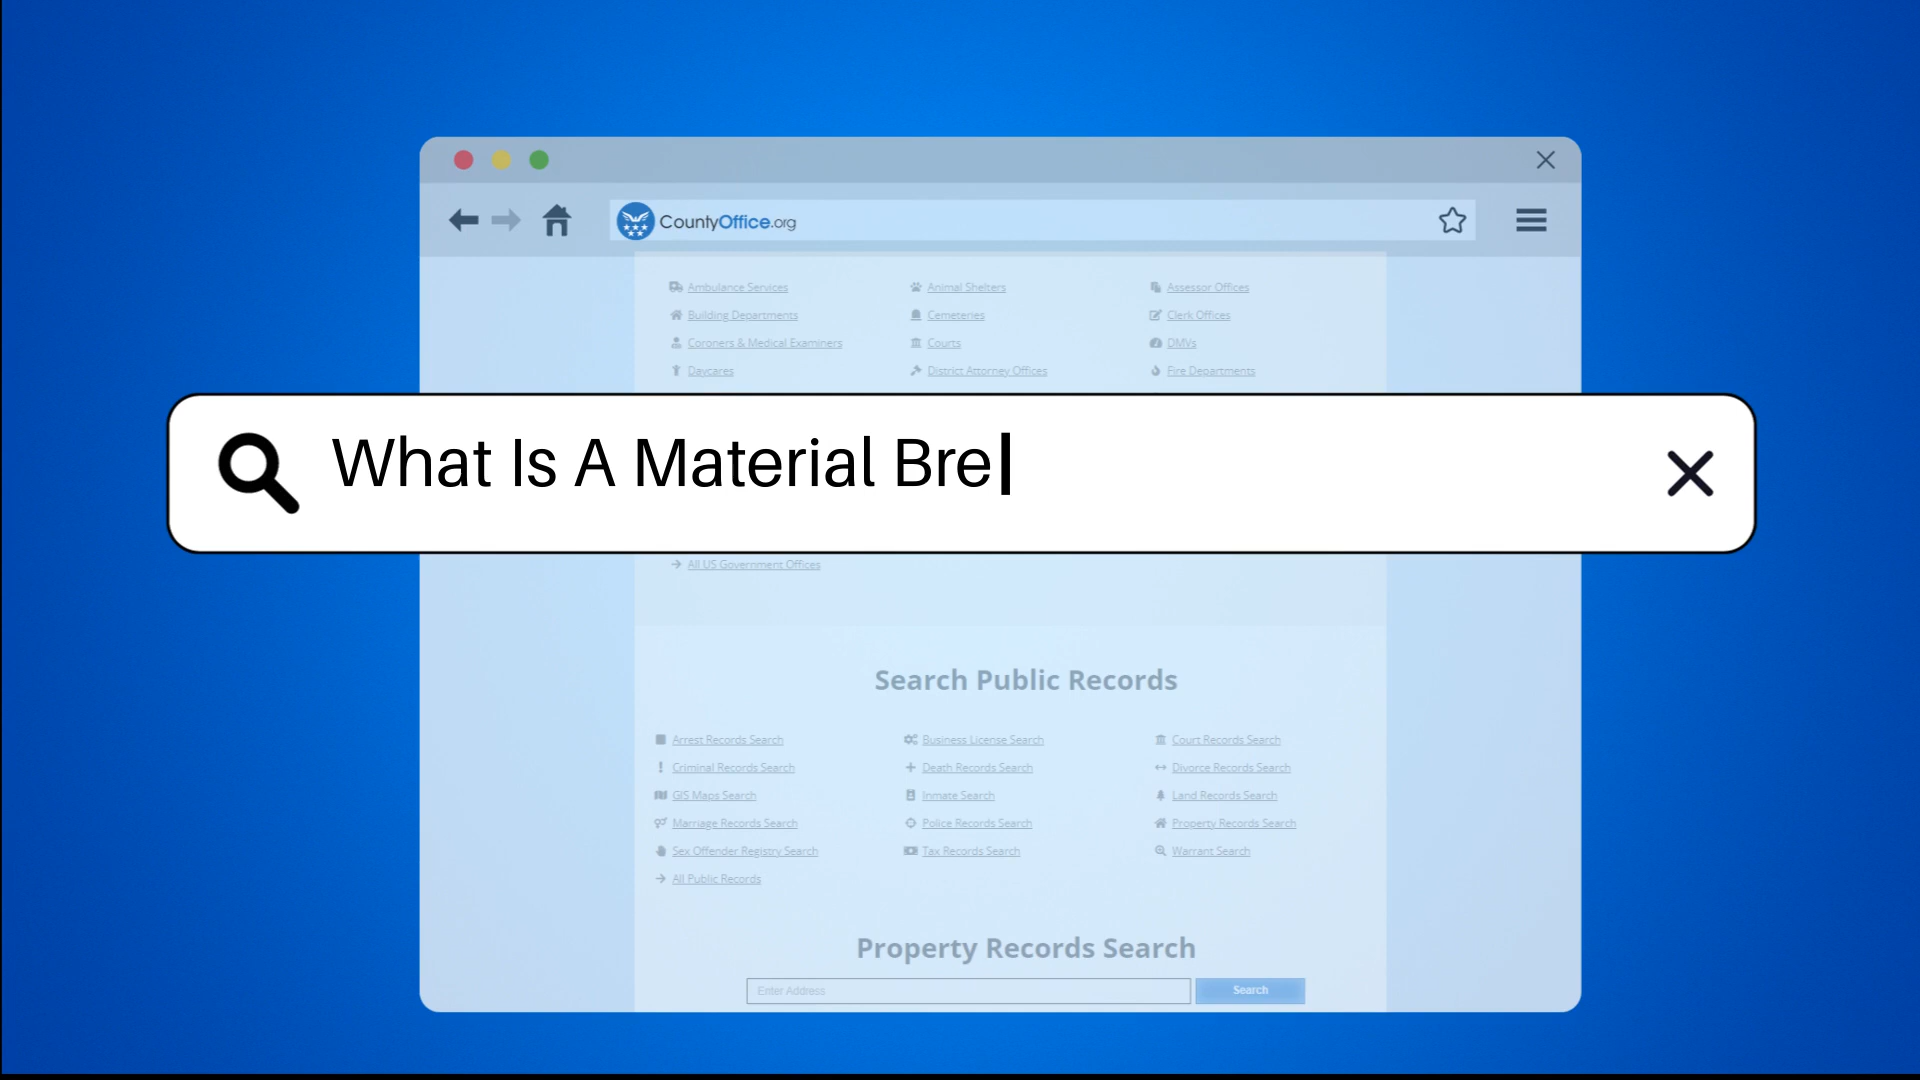 CountyOffice.org
Ambulance Services Animal Shelters Assessor Offices
Building Departments Cemeteries Clerk Offices
Coroners & Medical Examiners Courts DMVs
Daycares District Attorney Offices Fire Departments
What Is A Material Bre
All US Government Offices
Search Public Records
Arrest Records Search Business License Search Court Records Search
Criminal Records Search Death Records Search Divorce Records Search
GIS Maps Search Inmate Search Land Records Search
Marriage Records Search Police Records Search Property Records Search
Sex Offender Registry Search Tax Records Search Warrant Search
All Public Records
Property Records Search
Enter Address Search